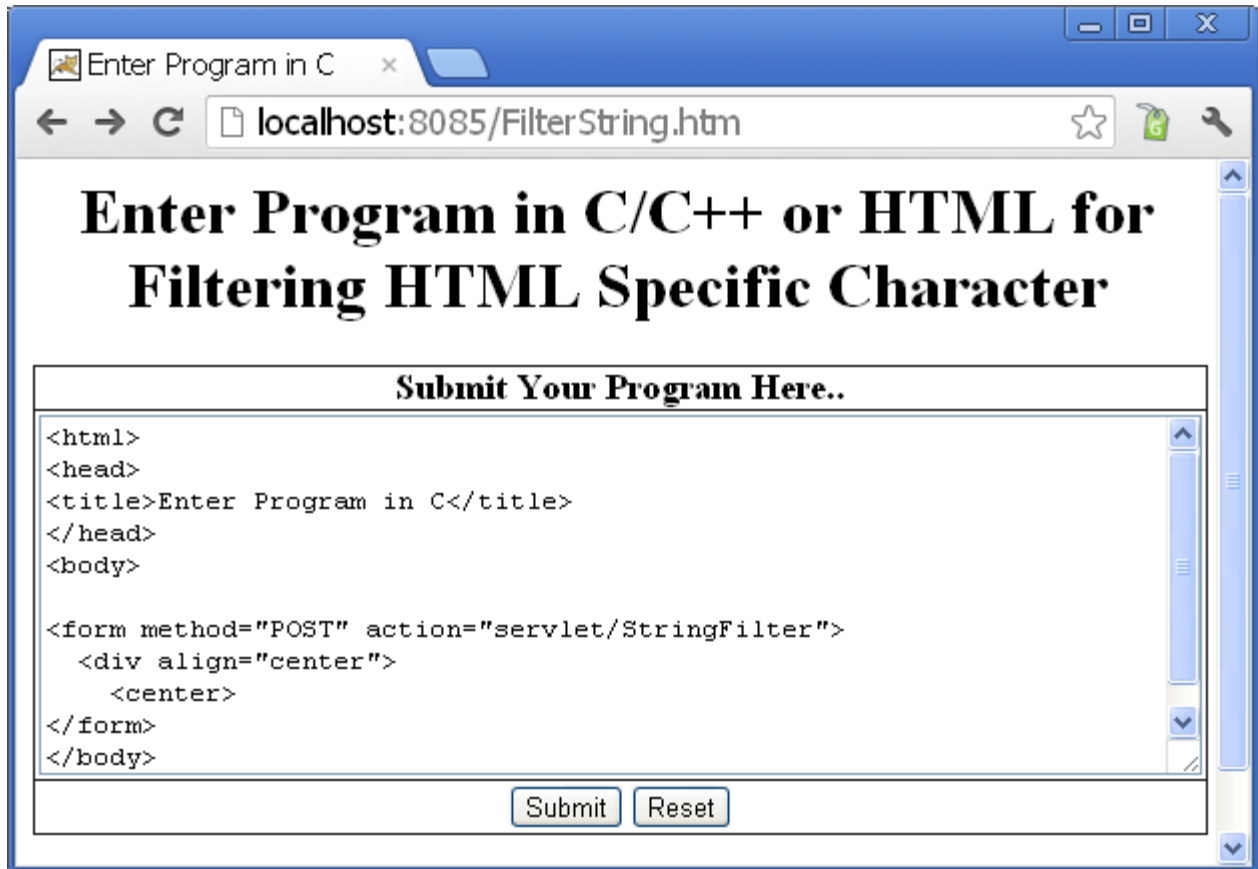 Enter Program in C
localhost:8085/FilterString.htm
Enter Program in C/C++ or HTML for
Filtering HTML Specific Character
Submit Your Program Here..
<html>
<head>
<title>Enter Program in C</title>
</head>
<body>

<form method="POST" action="servlet/StringFilter">
  <div align="center">
    <center>
</form>
</body>
Submit Reset